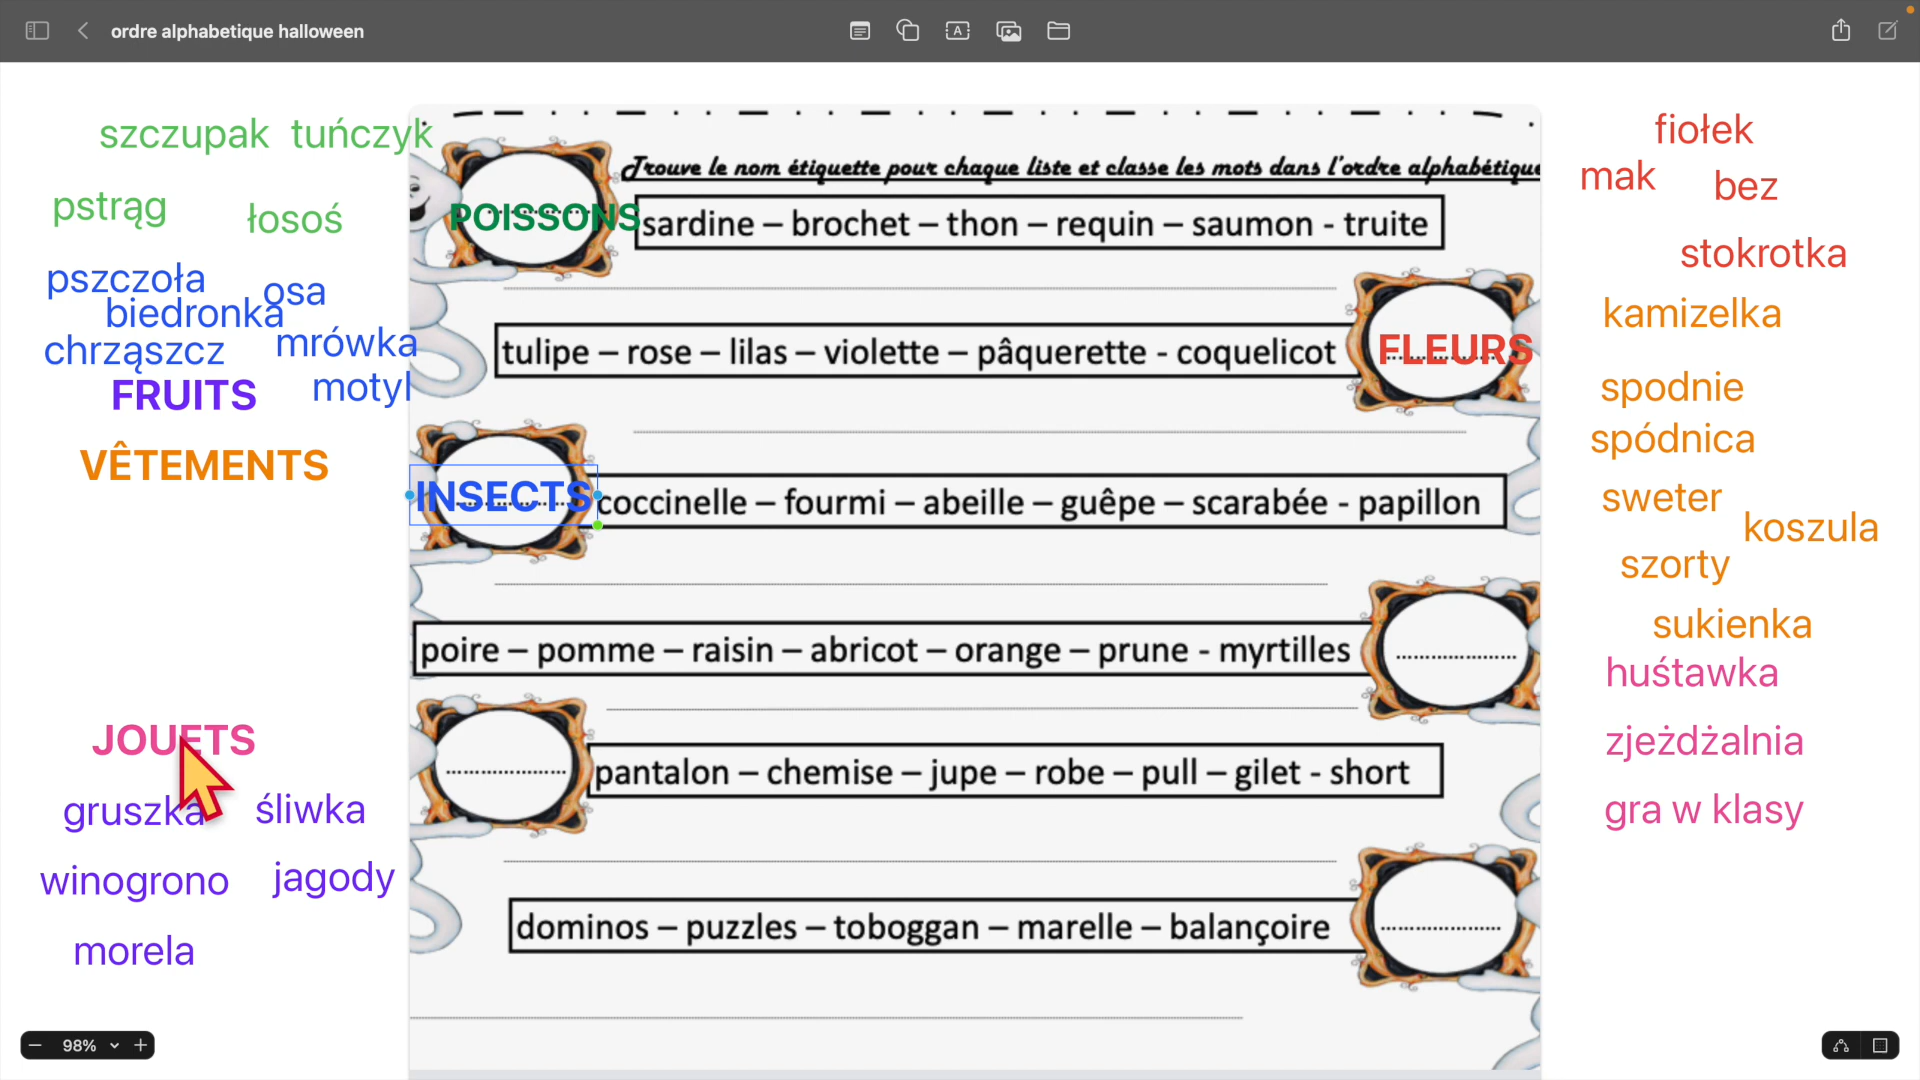 ordre alphabetique halloween
szczupak tuńczyk
pstrąg łosoś
pszczoła osa
biedronka
chrząszcz mrówka
FRUITS motyl
VÊTEMENTS
JOUETS
gruszka śliwka
winogrono jagody
morela
Trouve le nom étiquette pour chaque liste et classe les mots dans l'ordre alphabétique
POISSONS sardine – brochet – thon – requin – saumon - truite
tulipe – rose – lilas – violette – pâquerette - coquelicot FLEURS
INSECTS coccinelle – fourmi – abeille – guêpe – scarabée - papillon
poire – pomme – raisin – abricot – orange – prune - myrtilles
pantalon – chemise – jupe – robe – pull – gilet - short
dominos – puzzles – toboggan – marelle – balançoire
fiołek
mak bez
stokrotka
kamizelka
spodnie
spódnica
sweter
koszula
szorty
sukienka
huśtawka
zjeżdżalnia
gra w klasy
98%